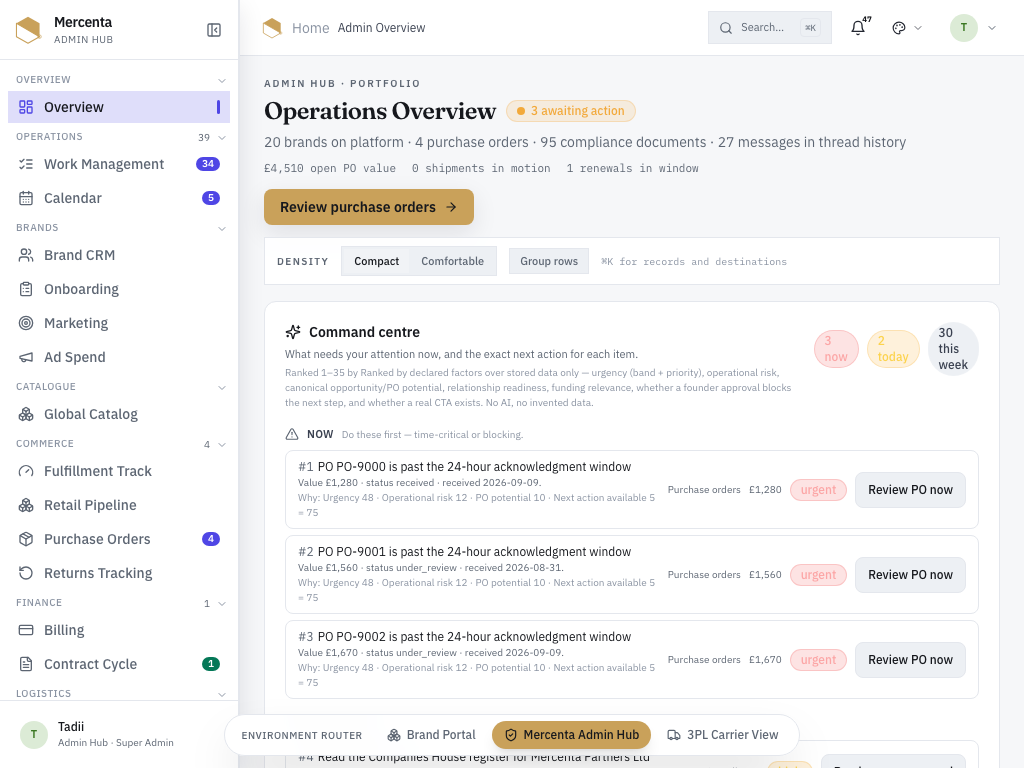 Mercenta
ADMIN HUB
OVERVIEW
Overview
OPERATIONS 39
Work Management 34
Calendar 5
BRANDS
Brand CRM
Onboarding
Marketing
Ad Spend
CATALOGUE
Global Catalog
COMMERCE 4
Fulfillment Track
Retail Pipeline
Purchase Orders 4
Returns Tracking
FINANCE 1
Billing
Contract Cycle 1
LOGISTICS
T
Tadii
Admin Hub · Super Admin
Home Admin Overview
Search... ⌘K
47
T
ADMIN HUB · PORTFOLIO
Operations Overview 3 awaiting action
20 brands on platform · 4 purchase orders · 95 compliance documents · 27 messages in thread history
£4,510 open PO value 0 shipments in motion 1 renewals in window
Review purchase orders →
DENSITY Compact Comfortable Group rows ⌘K for records and destinations
Command centre
What needs your attention now, and the exact next action for each item.
Ranked 1–35 by Ranked by declared factors over stored data only — urgency (band + priority), operational risk,
canonical opportunity/PO potential, relationship readiness, funding relevance, whether a founder approval blocks
the next step, and whether a real CTA exists. No AI, no invented data.
3
now
2
today
30
this
week
NOW Do these first — time-critical or blocking.
#1 PO PO-9000 is past the 24-hour acknowledgment window
Value £1,280 · status received · received 2026-09-09.
Why: Urgency 48 · Operational risk 12 · PO potential 10 · Next action available 5
= 75
Purchase orders £1,280 urgent Review PO now
#2 PO PO-9001 is past the 24-hour acknowledgment window
Value £1,560 · status under_review · received 2026-08-31.
Why: Urgency 48 · Operational risk 12 · PO potential 10 · Next action available 5
= 75
Purchase orders £1,560 urgent Review PO now
#3 PO PO-9002 is past the 24-hour acknowledgment window
Value £1,670 · status under_review · received 2026-09-09.
Why: Urgency 48 · Operational risk 12 · PO potential 10 · Next action available 5
= 75
Purchase orders £1,670 urgent Review PO now
ENVIRONMENT ROUTER Brand Portal Mercenta Admin Hub 3PL Carrier View
#4 Read the Companies House register for Mercenta Partners Ltd